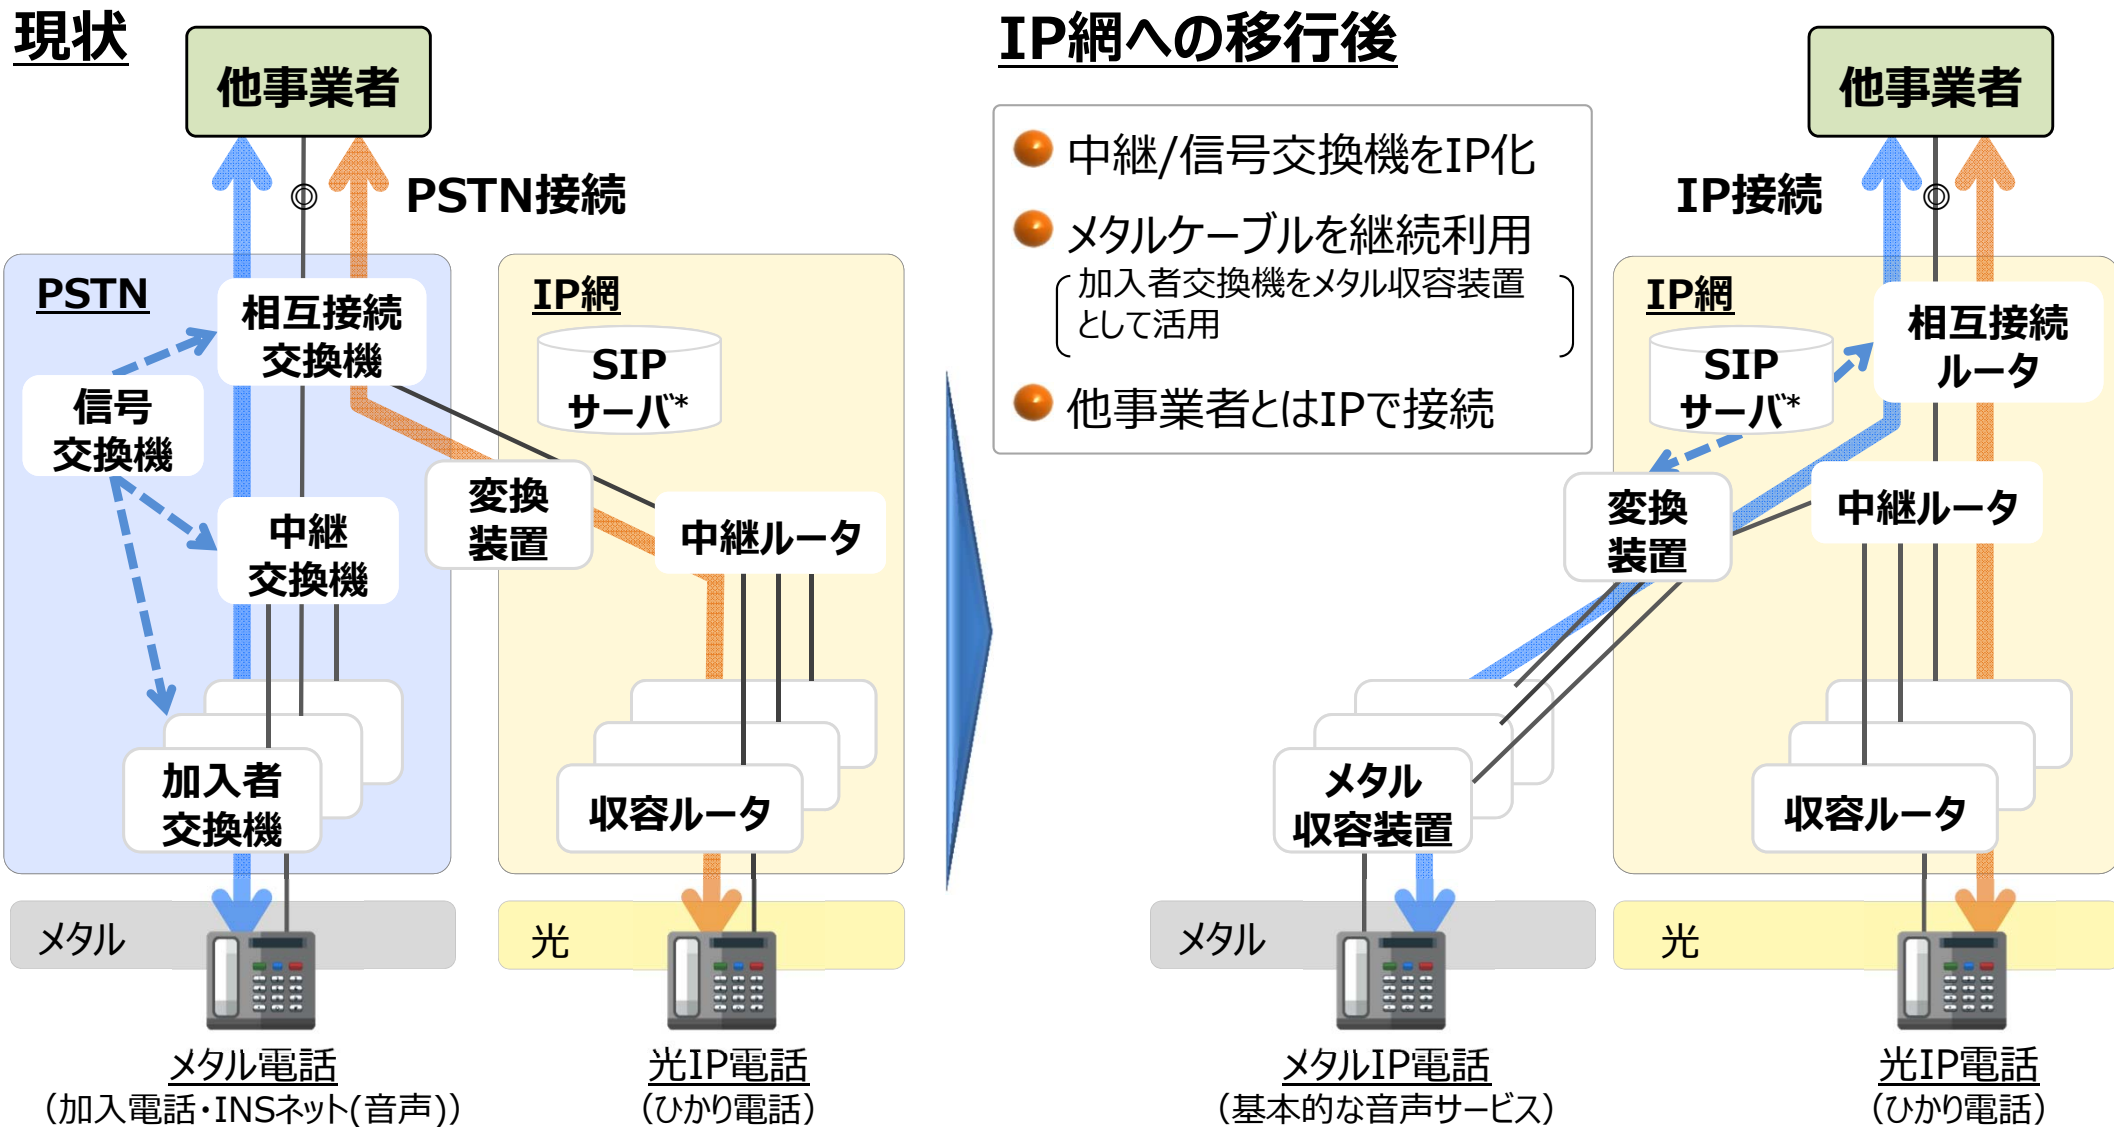 現状
他事業者
◎
PSTN接続
PSTN
相互接続
交換機
信号
交換機
中継
交換機
加入者
交換機
IP網
SIP
サーバ*
変換
装置
中継ルータ
収容ルータ
メタル
光
メタル電話
（加入電話・INSネット(音声)）
光IP電話
（ひかり電話）
IP網への移行後
中継/信号交換機をIP化
メタルケーブルを継続利用
加入者交換機をメタル収容装置
として活用
他事業者とはIPで接続
他事業者
IP接続
◎
IP網
相互接続
ルータ
SIP
サーバ*
変換
装置
中継ルータ
メタル
収容装置
収容ルータ
メタル
光
メタルIP電話
（基本的な音声サービス）
光IP電話
（ひかり電話）